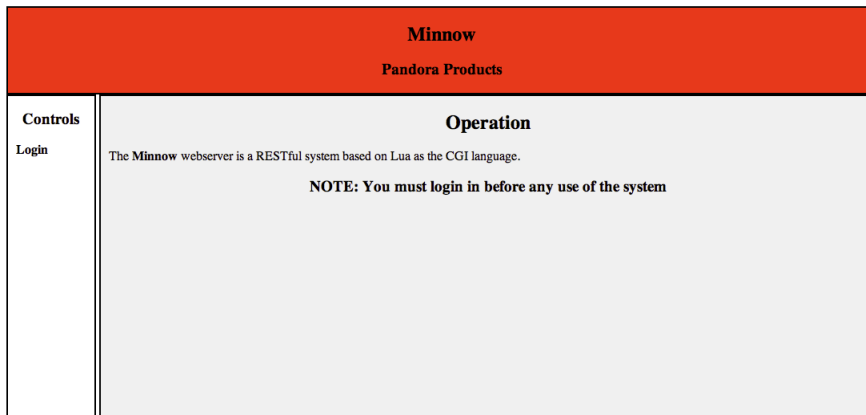 Minnow
Pandora Products
Controls
Login
Operation
The Minnow webserver is a RESTful system based on Lua as the CGI language.
NOTE: You must login in before any use of the system